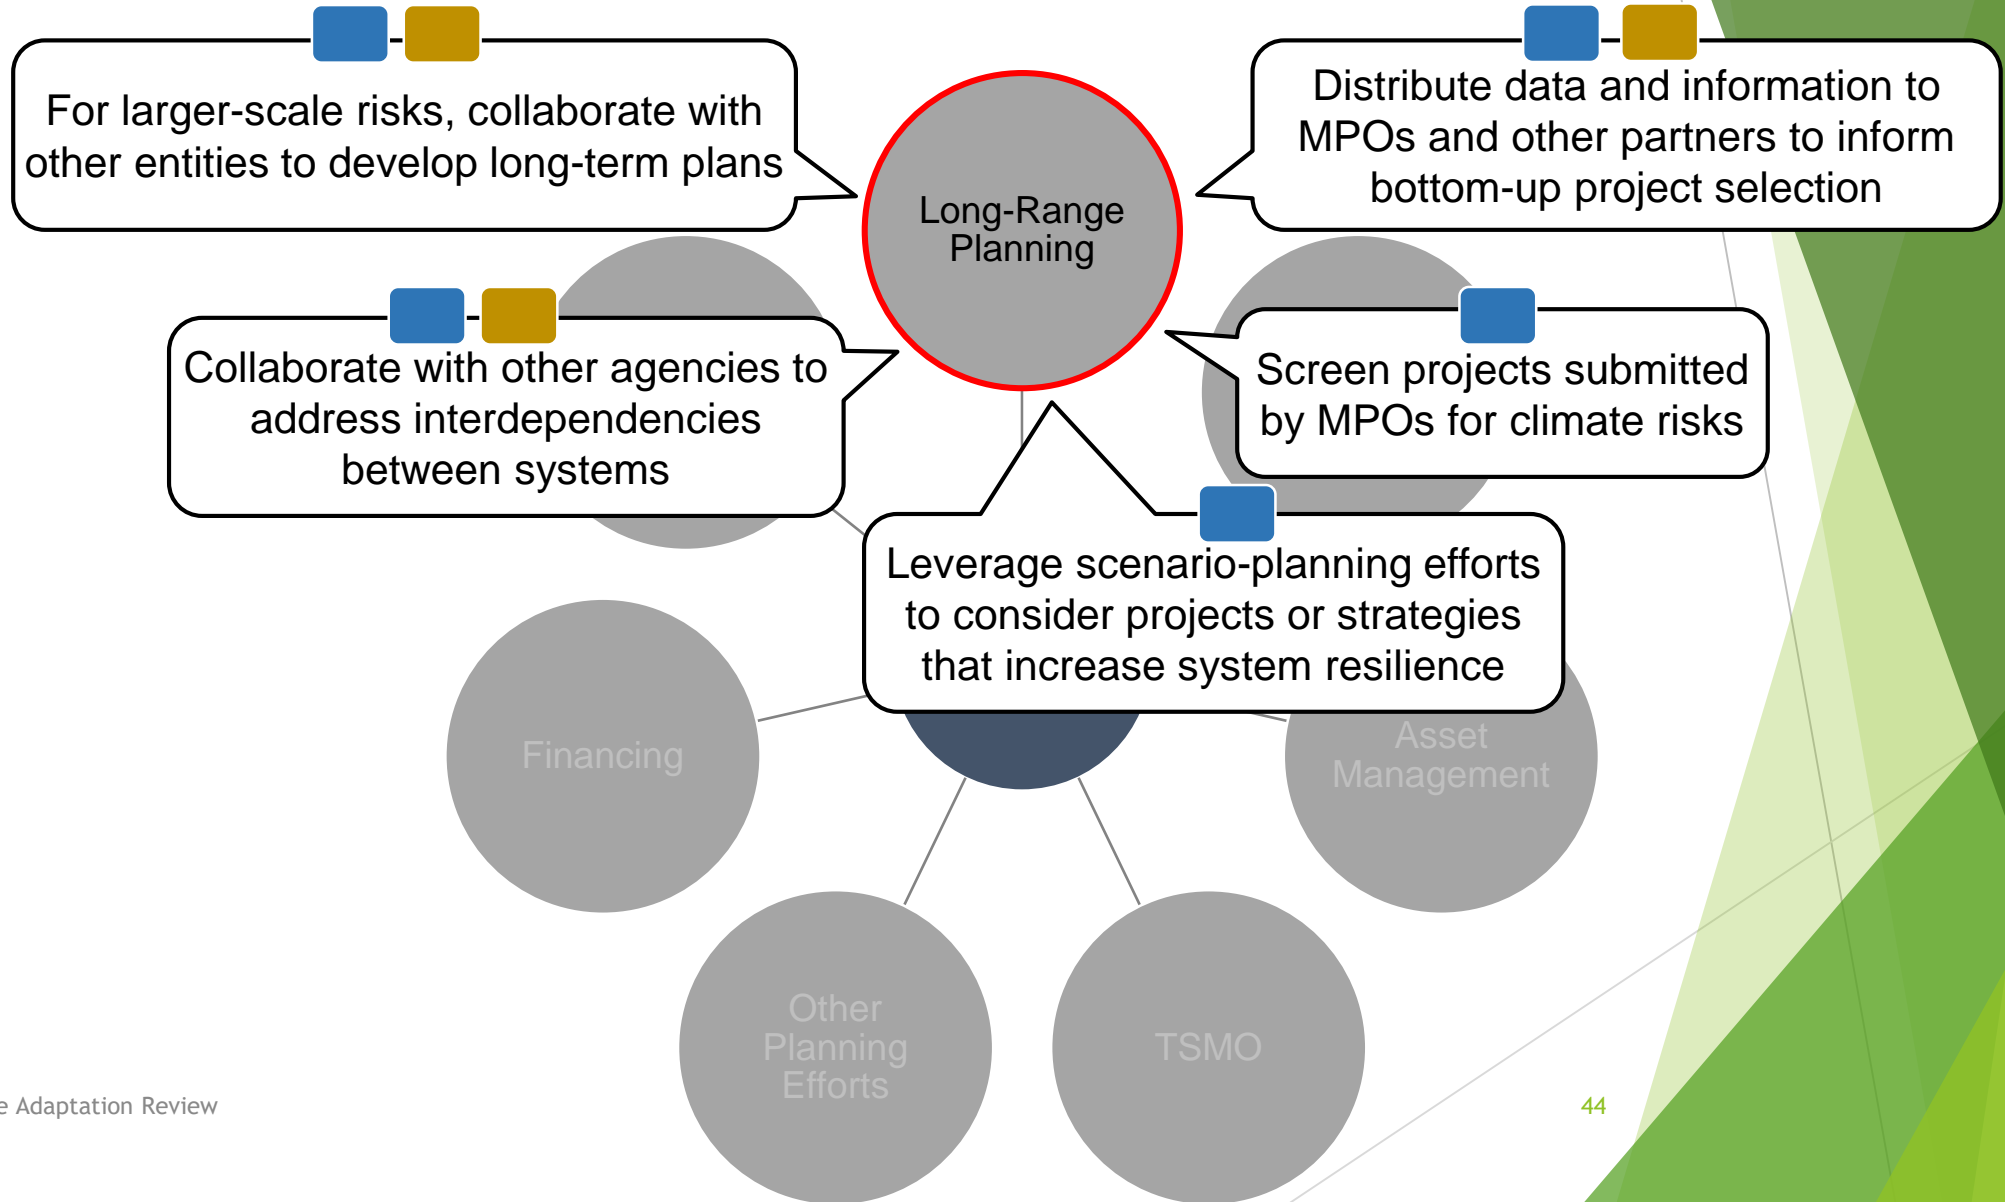 For larger-scale risks, collaborate with
other entities to develop long-term plans
Distribute data and information to
MPOs and other partners to inform
bottom-up project selection
Long-Range
Planning
Collaborate with other agencies to
address interdependencies
between systems
Screen projects submitted
by MPOs for climate risks
Leverage scenario-planning efforts
to consider projects or strategies
that increase system resilience
Financing
Asset
Management
Other
Planning
Efforts
TSMO
e Adaptation Review
44